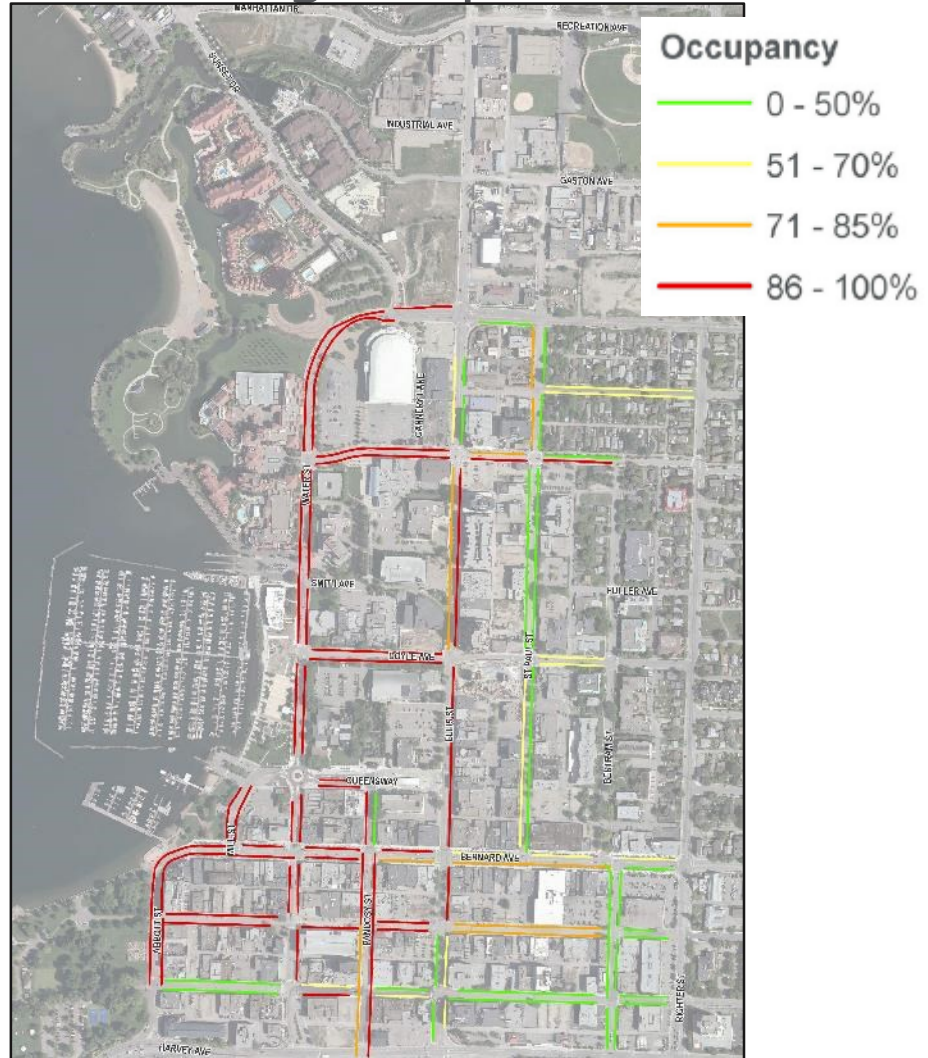 MANHATTAN DR
RECREATION AVE
Occupancy
0 - 50%
51 - 70%
71 - 85%
86 - 100%
SUNSET DR
INDUSTRIAL AVE
GASTON AVE
CANNERY LANE
WATER ST
SMITH AVE
FULLER AVE
DOYLE AVE
ST PAUL ST
ELLIS ST
BERTRAM ST
QUEENSWAY
MILL ST
BERNARD AVE
ABBOTT ST
PANDOSY ST
RICHTER ST
HARVEY AVE